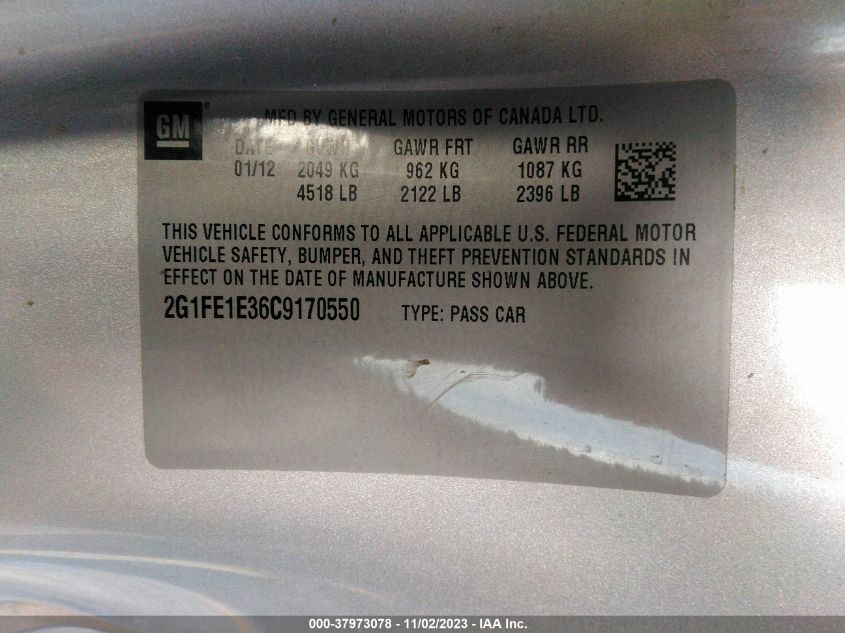 GM ®
MFD BY GENERAL MOTORS OF CANADA LTD.
DATE GVWR GAWR FRT GAWR RR
01/12 2049 KG 962 KG 1087 KG
4518 LB 2122 LB 2396 LB
THIS VEHICLE CONFORMS TO ALL APPLICABLE U.S. FEDERAL MOTOR
VEHICLE SAFETY, BUMPER, AND THEFT PREVENTION STANDARDS IN
EFFECT ON THE DATE OF MANUFACTURE SHOWN ABOVE.
2G1FE1E36C9170550 TYPE: PASS CAR
000-37973078 - 11/02/2023 - IAA Inc.